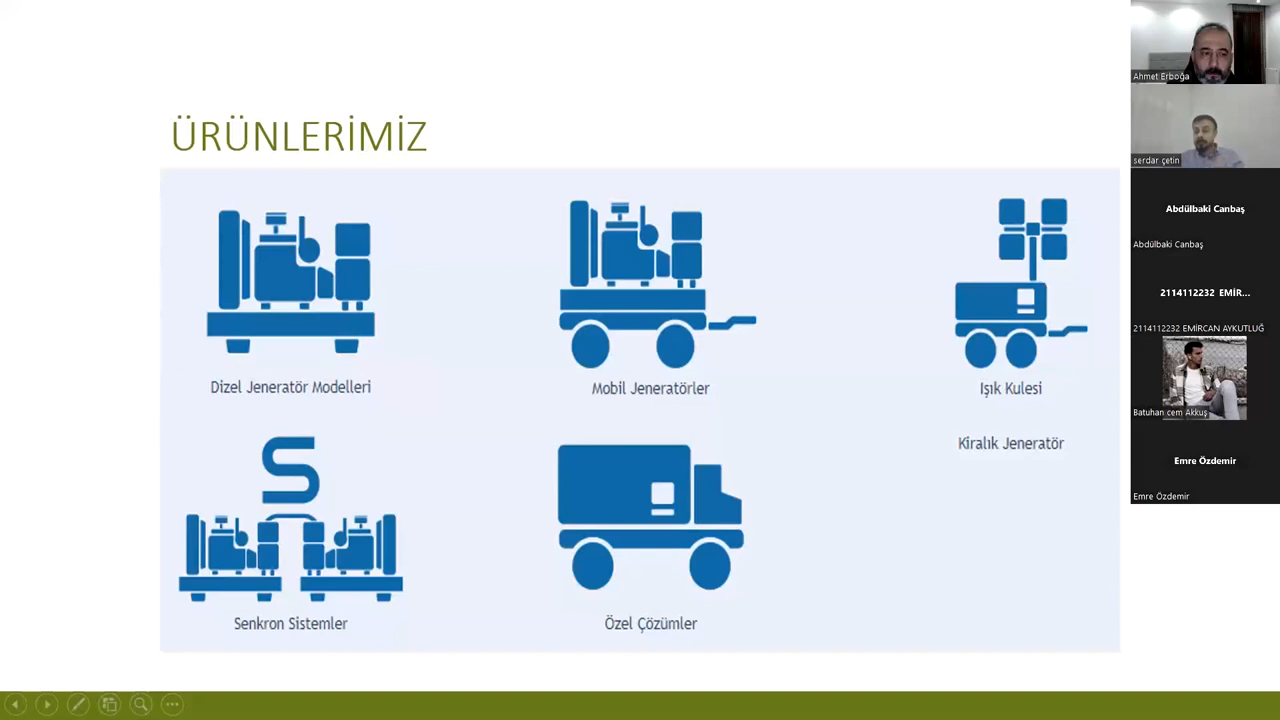 ÜRÜNLERİMİZ
Dizel Jeneratör Modelleri
Mobil Jeneratörler
Işık Kulesi
Kiralık Jeneratör
S
Senkron Sistemler
Özel Çözümler
Ahmet Erboğa
serdar çetin
Abdülbaki Canbaş
Abdülbaki Canbaş
2114112232 EMİR...
2114112232 EMİRCAN AYKUTLUĞ
Batuhan cem Akkuş
Emre Özdemir
Emre Özdemir